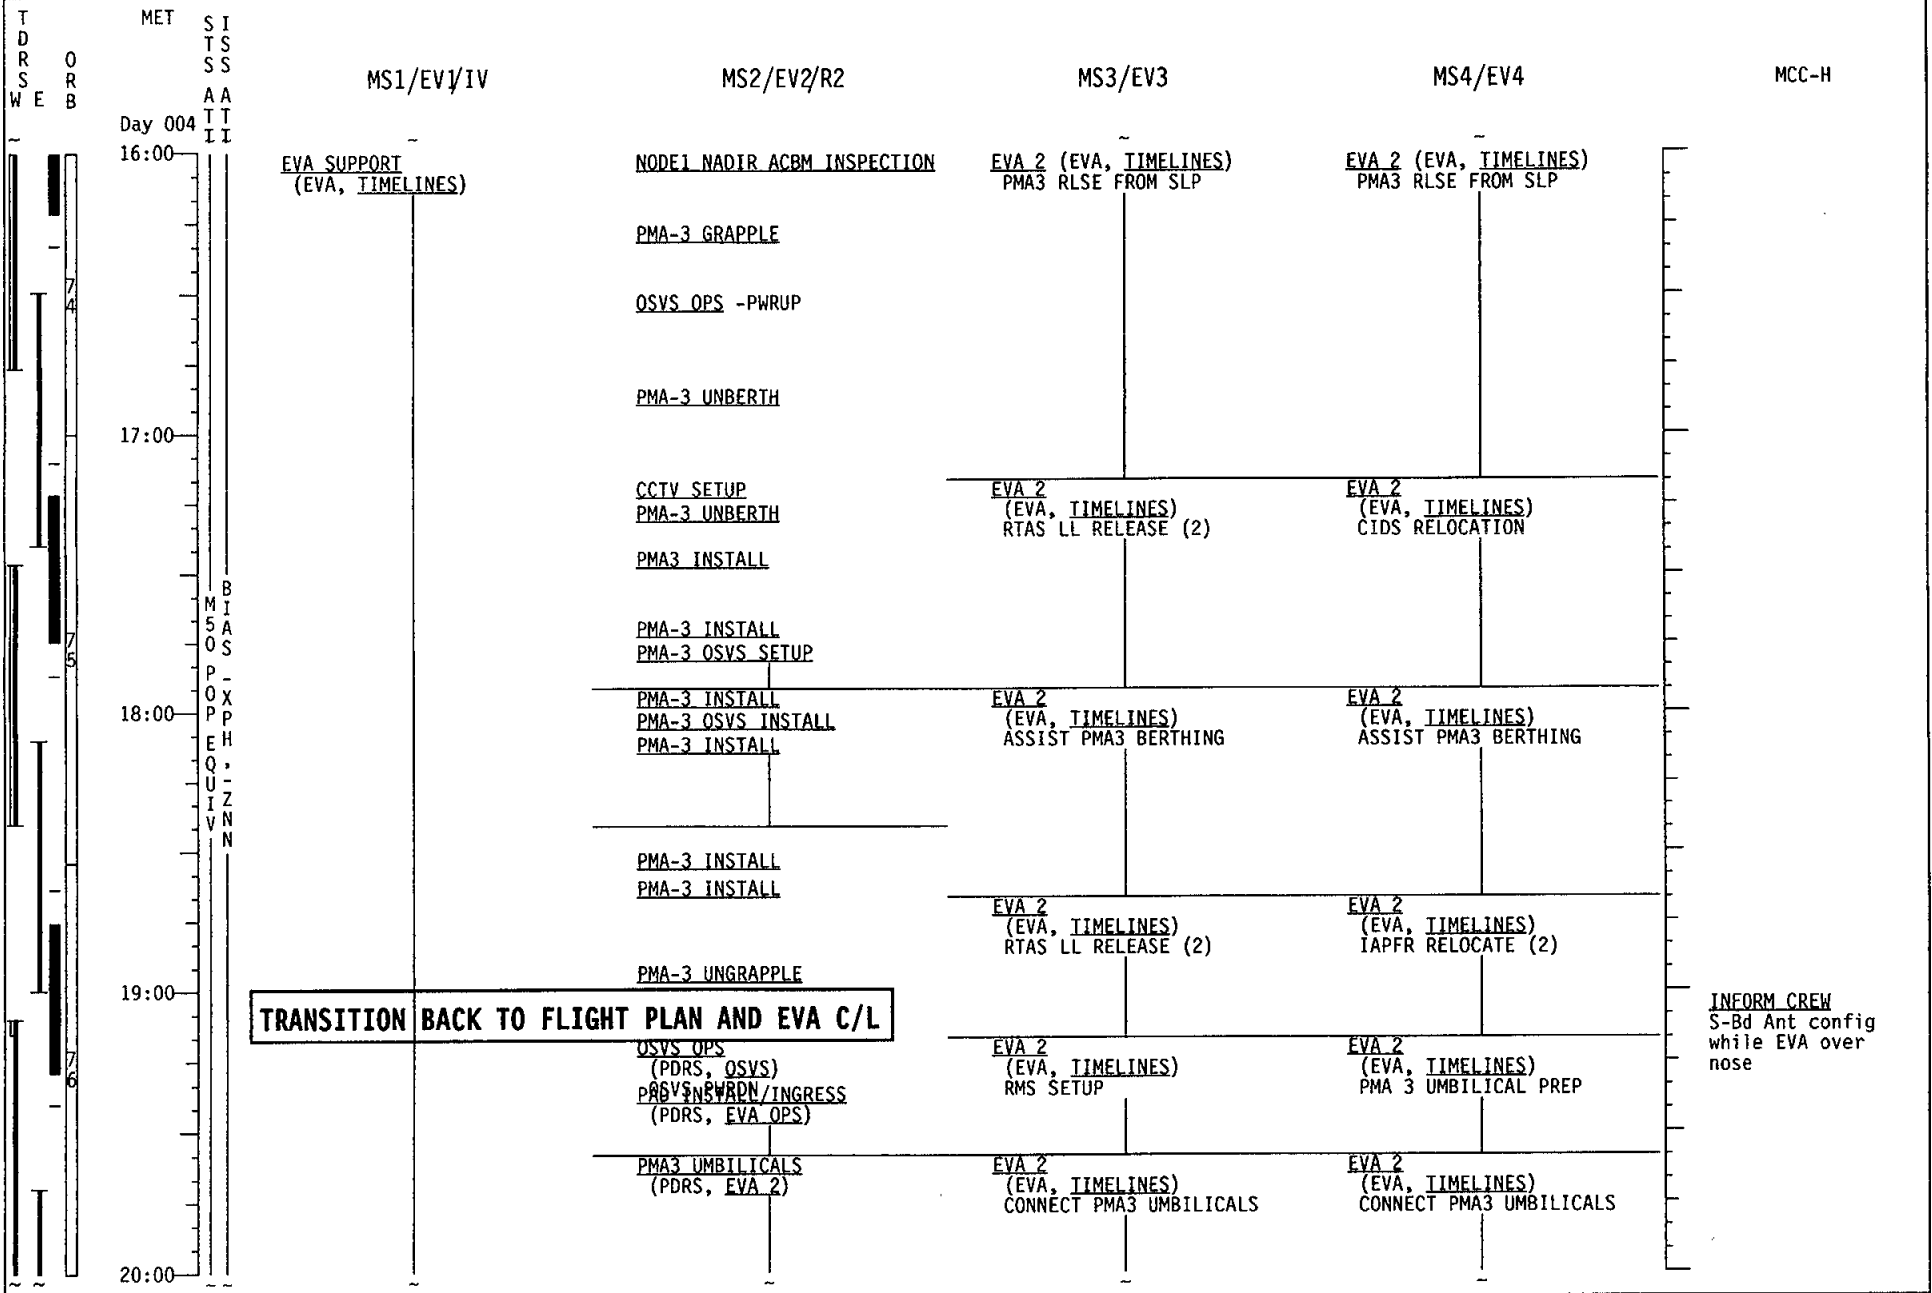 TDRS
W E
ORB
MET
STS ATT
ISS ATT
MS1/EV1/IV
MS2/EV2/R2
MS3/EV3
MS4/EV4
MCC-H
Day 004
16:00
EVA SUPPORT
(EVA, TIMELINES)
NODE1 NADIR ACBM INSPECTION
EVA 2 (EVA, TIMELINES)
PMA3 RLSE FROM SLP
EVA 2 (EVA, TIMELINES)
PMA3 RLSE FROM SLP
PMA-3 GRAPPLE
74
OSVS OPS -PWRUP
PMA-3 UNBERTH
17:00
CCTV SETUP
PMA-3 UNBERTH
EVA 2
(EVA, TIMELINES)
RTAS LL RELEASE (2)
EVA 2
(EVA, TIMELINES)
CIDS RELOCATION
PMA3 INSTALL
M50 POP EQUIV
BIAS -XPH,-ZNN
75
PMA-3 INSTALL
PMA-3 OSVS SETUP
18:00
PMA-3 INSTALL
PMA-3 OSVS INSTALL
PMA-3 INSTALL
EVA 2
(EVA, TIMELINES)
ASSIST PMA3 BERTHING
EVA 2
(EVA, TIMELINES)
ASSIST PMA3 BERTHING
PMA-3 INSTALL
PMA-3 INSTALL
EVA 2
(EVA, TIMELINES)
RTAS LL RELEASE (2)
EVA 2
(EVA, TIMELINES)
IAPFR RELOCATE (2)
PMA-3 UNGRAPPLE
19:00
TRANSITION BACK TO FLIGHT PLAN AND EVA C/L
INFORM CREW
S-Bd Ant config
while EVA over
nose
76
OSVS OPS
(PDRS, OSVS)
OSVS PWRDN
INSTALL/INGRESS
(PDRS, EVA OPS)
EVA 2
(EVA, TIMELINES)
RMS SETUP
EVA 2
(EVA, TIMELINES)
PMA 3 UMBILICAL PREP
PMA3 UMBILICALS
(PDRS, EVA 2)
EVA 2
(EVA, TIMELINES)
CONNECT PMA3 UMBILICALS
EVA 2
(EVA, TIMELINES)
CONNECT PMA3 UMBILICALS
20:00